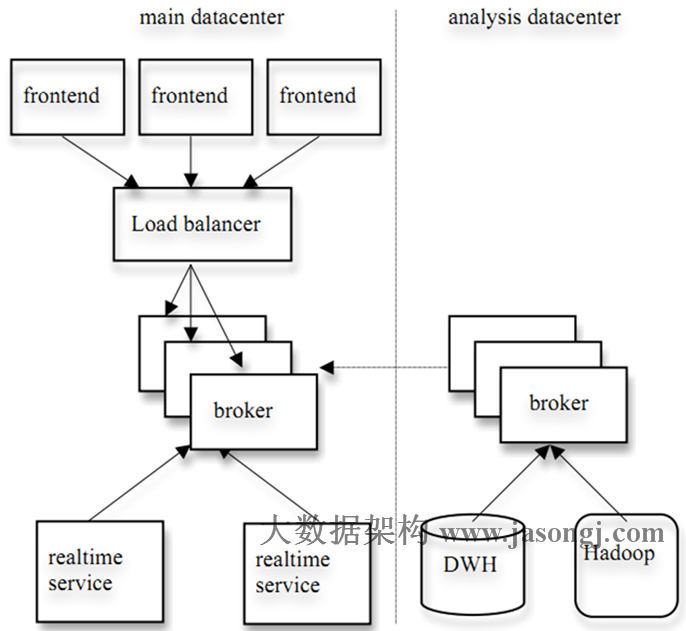 main datacenter
analysis datacenter
frontend
frontend
frontend
Load balancer
broker
broker
realtime
service
realtime
service
DWH
Hadoop
大数据架构 www.jasongj.com